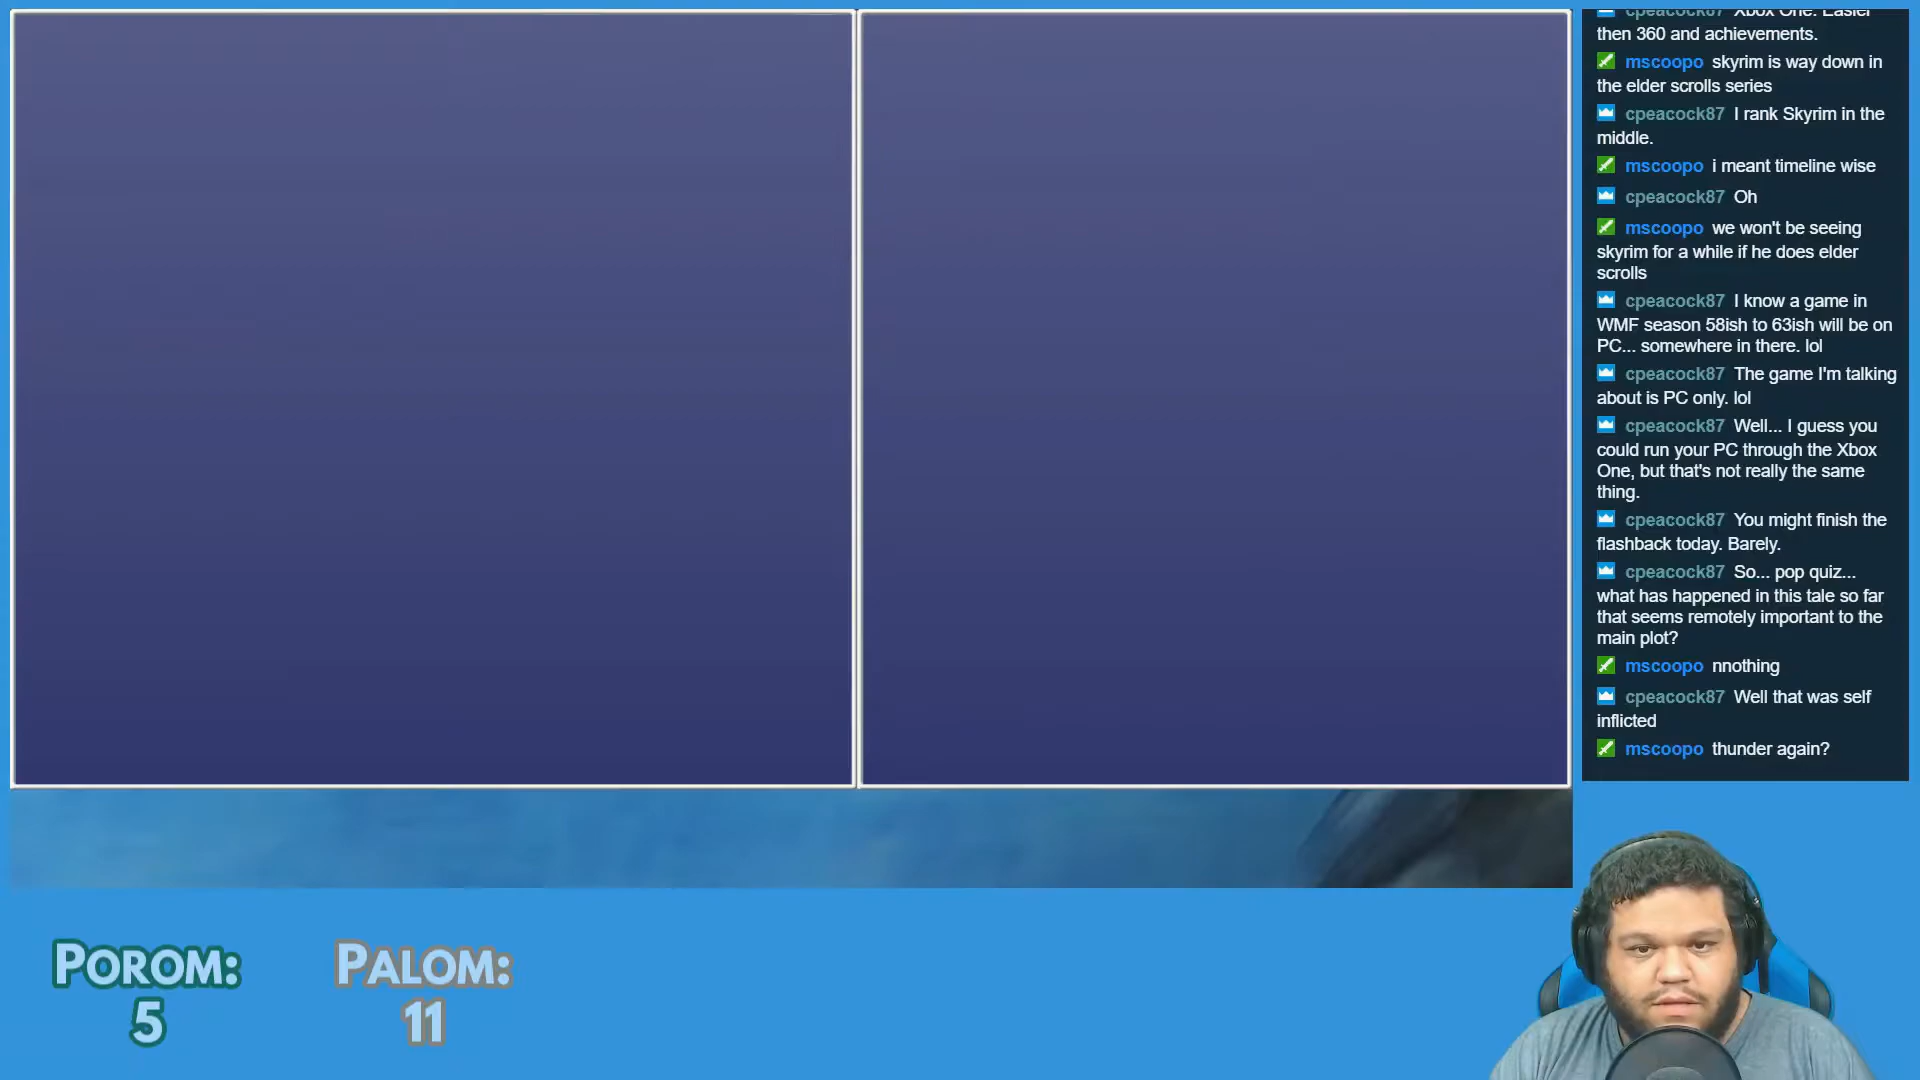 cpeacock87 Xbox One. Easier
then 360 and achievements.
mscoopo skyrim is way down in
the elder scrolls series
cpeacock87 I rank Skyrim in the
middle.
mscoopo i meant timeline wise
cpeacock87 Oh
mscoopo we won't be seeing
skyrim for a while if he does elder
scrolls
cpeacock87 I know a game in
WMF season 58ish to 63ish will be on
PC... somewhere in there. lol
cpeacock87 The game I'm talking
about is PC only. lol
cpeacock87 Well... I guess you
could run your PC through the Xbox
One, but that's not really the same
thing.
cpeacock87 You might finish the
flashback today. Barely.
cpeacock87 So... pop quiz...
what has happened in this tale so far
that seems remotely important to the
main plot?
mscoopo nnothing
cpeacock87 Well that was self
inflicted
mscoopo thunder again?
POROM:
5
PALOM:
11